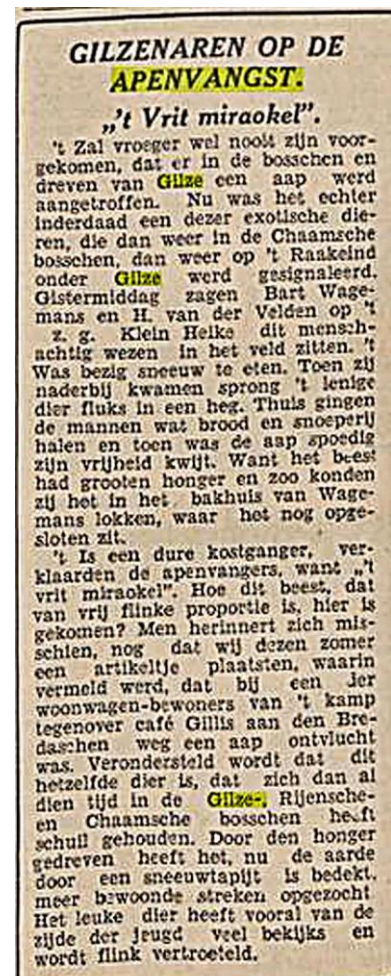 GILZENAREN OP DE
APENVANGST.
„'t Vrit miraokel”.
't Zal vroeger wel nooit zijn voor-
gekomen, dat er in de bosschen en
dreven van Gilze een aap werd
aangetroffen. Nu was het echter
inderdaad een dezer exotische die-
ren, die dan weer in de Chaamsche
bosschen, dan weer op 't Raakeind
onder Gilze werd gesignaleerd.
Gistermiddag zagen Bart Wage-
mans en H. van der Velden op 't
z. g. Klein Heike dit mensch-
achtig wezen in het veld zitten. 't
Was bezig sneeuw te eten. Toen zij
naderbij kwamen sprong 't lenige
dier fluks in een heg. Thuis gingen
de mannen wat brood en snoeperij
halen en toen was de aap spoedig
zijn vrijheid kwijt. Want het beest
had grooten honger en zoo konden
zij het in het bakhuis van Wage-
mans lokken, waar het nog opge-
sloten zit.
't Is een dure kostganger, ver-
klaarden de apenvangers, want „'t
vrit miraokel”. Hoe dit beest, dat
van vrij flinke proportie is, hier is
gekomen? Men herinnert zich mis-
schien, nog dat wij dezen zomer
een artikeltje plaatsten, waarin
vermeld werd, dat bij een der
woonwagen-bewoners van 't kamp
tegenover café Gillis aan den Bre-
daschen weg een aap ontvlucht
was. Verondersteld wordt dat dit
hetzelfde dier is, dat zich dan al
dien tijd in de Gilze-, Rijensche-
en Chaamsche bosschen heeft
schuil gehouden. Door den honger
gedreven heeft het, nu de aarde
door een sneeuwtapijt is bedekt,
meer bewoonde streken opgezocht
Het leuke dier heeft vooral van de
zijde der jeugd veel bekijks en
wordt flink vertroeteld.